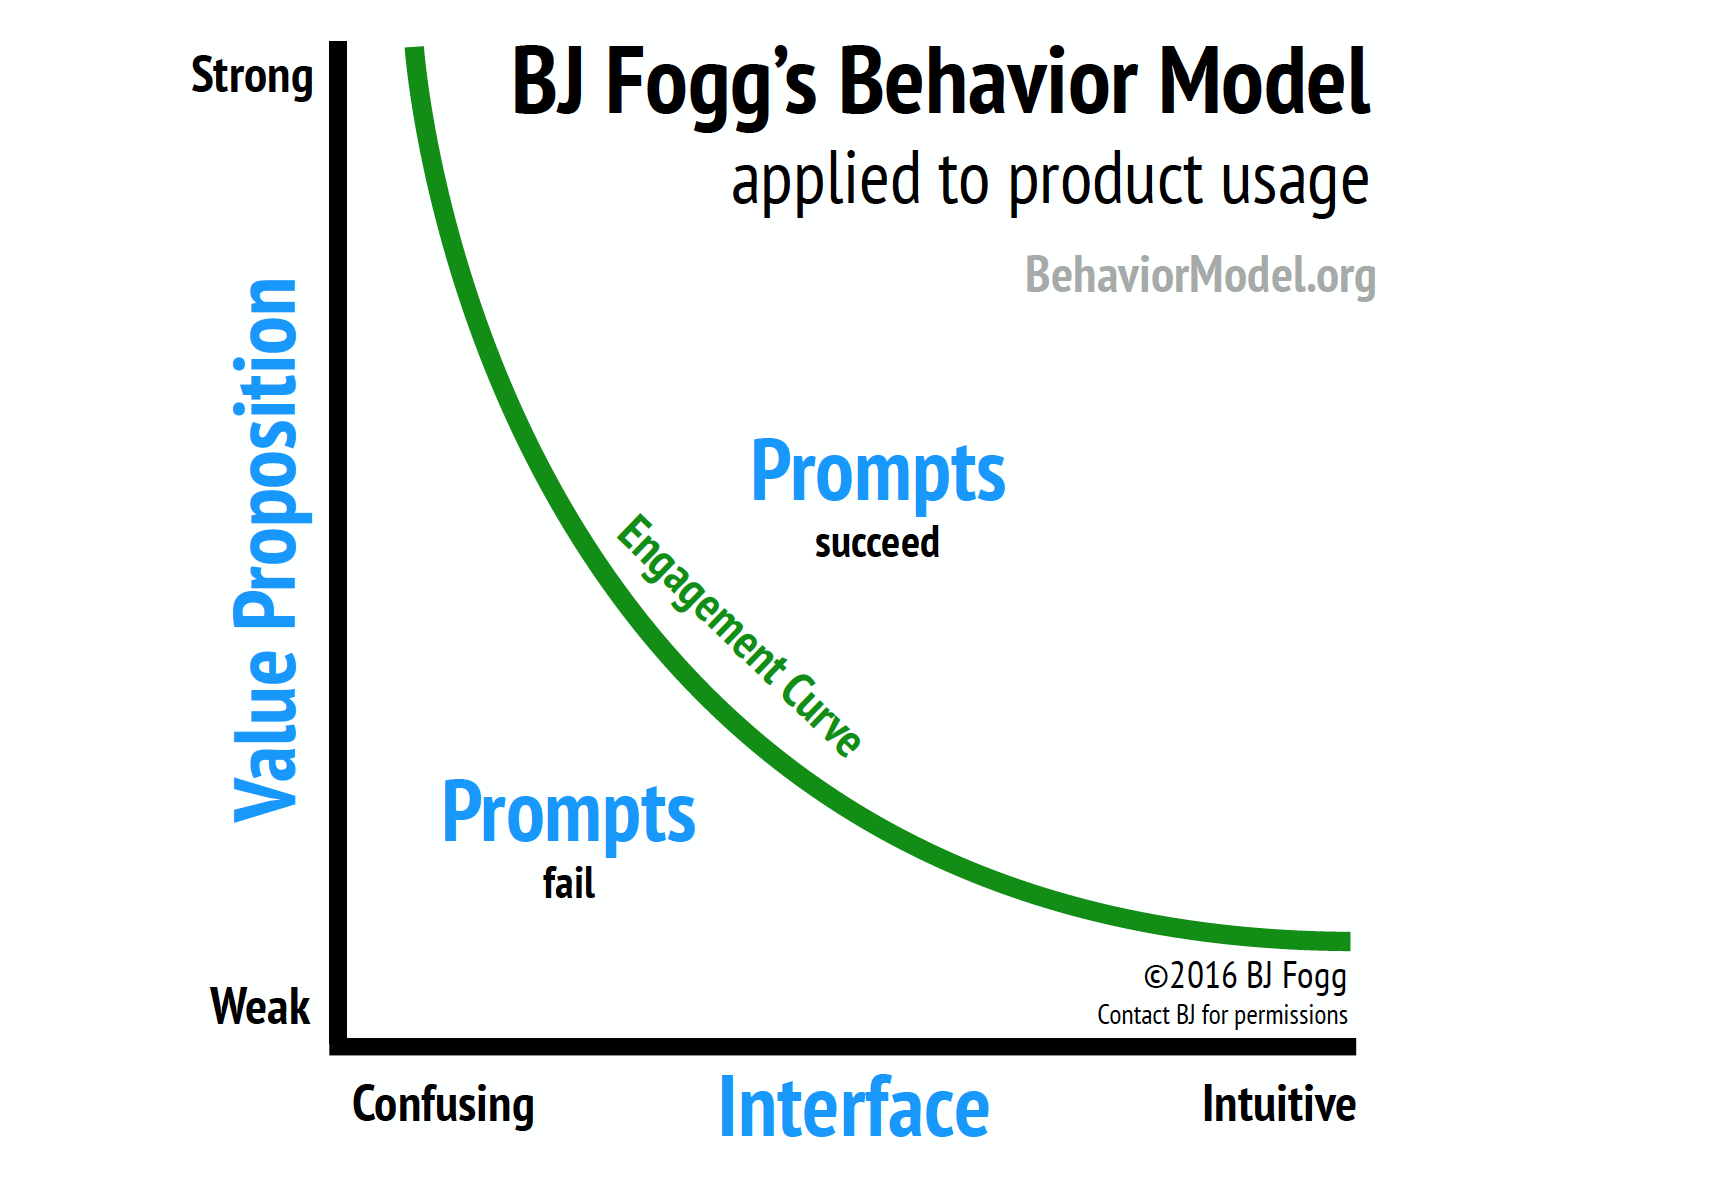 BJ Fogg's Behavior Model
applied to product usage
BehaviorModel.org
Strong
Value Proposition
Weak
Prompts
succeed
Engagement Curve
Prompts
fail
©2016 BJ Fogg
Contact BJ for permissions
Confusing
Interface
Intuitive